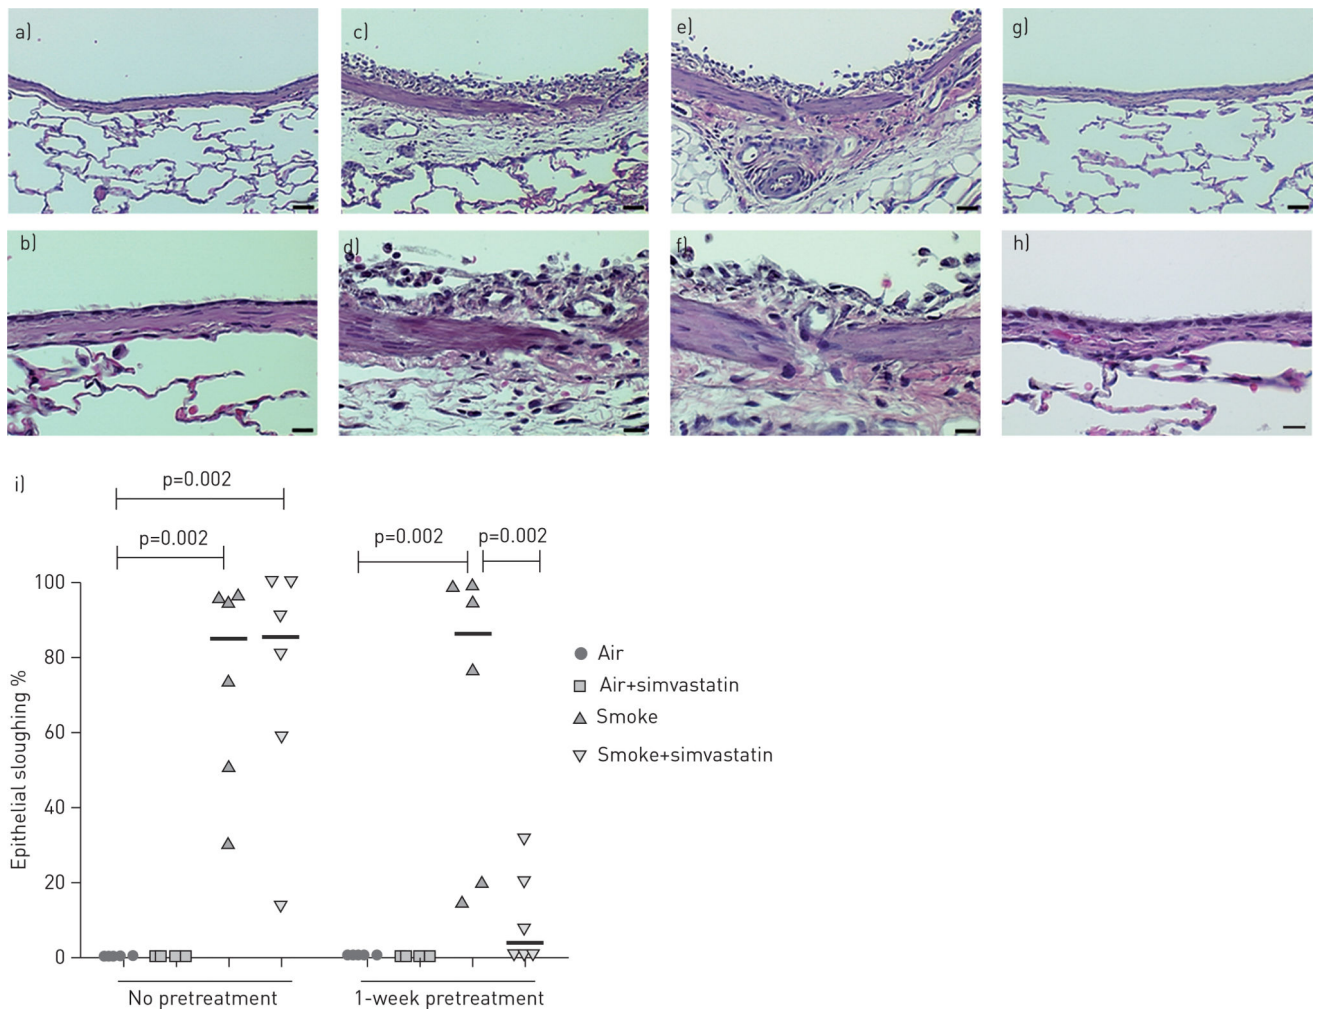 a)
c)
e)
g)
b)
d)
f)
h)
i)
p=0.002
p=0.002
p=0.002
p=0.002
100
80
60
40
20
0
Epithelial sloughing %
Air
Air+simvastatin
Smoke
Smoke+simvastatin
No pretreatment
1-week pretreatment